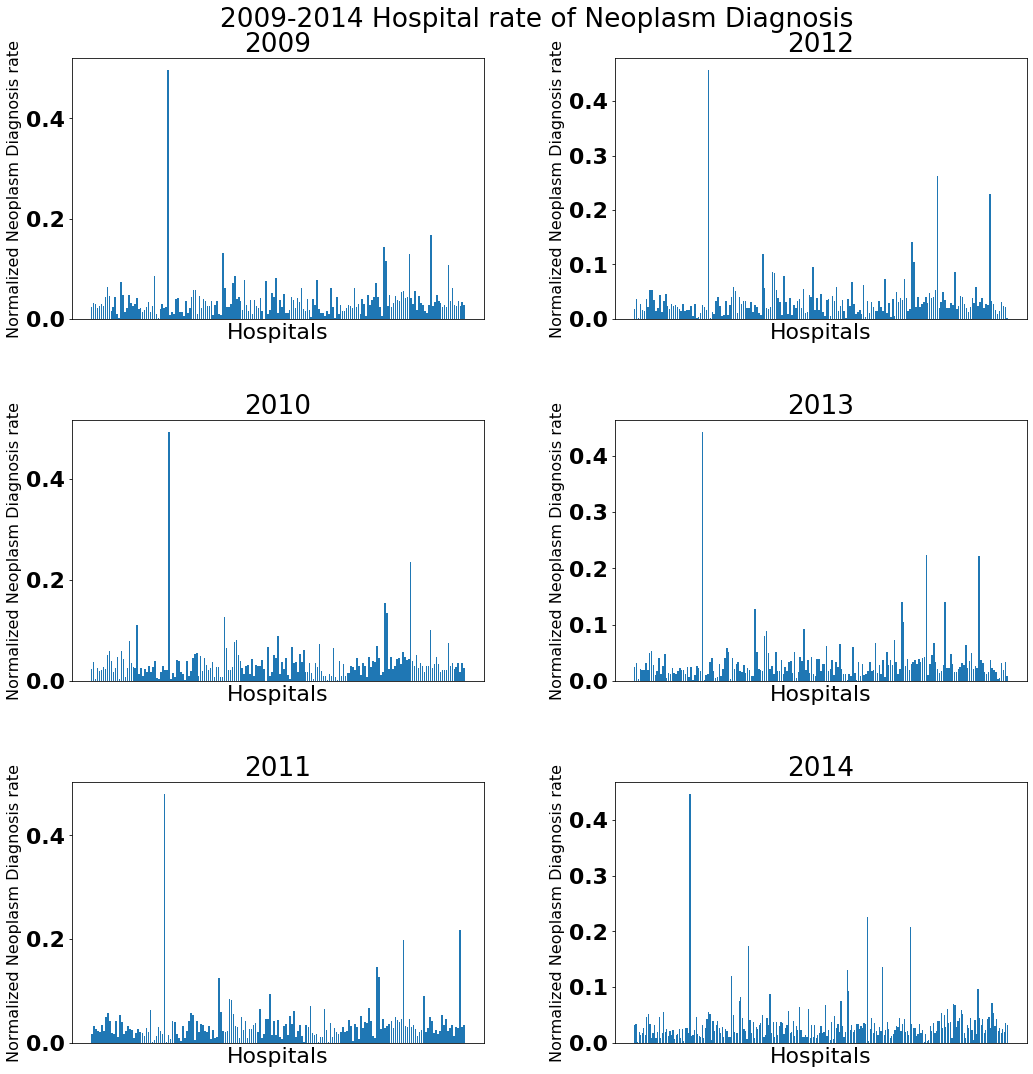 2009-2014 Hospital rate of Neoplasm Diagnosis
2009
Normalized Neoplasm Diagnosis rate
0.4
0.2
0.0
Hospitals
2012
Normalized Neoplasm Diagnosis rate
0.4
0.3
0.2
0.1
0.0
Hospitals
2010
Normalized Neoplasm Diagnosis rate
0.4
0.2
0.0
Hospitals
2013
Normalized Neoplasm Diagnosis rate
0.4
0.3
0.2
0.1
0.0
Hospitals
2011
Normalized Neoplasm Diagnosis rate
0.4
0.2
0.0
Hospitals
2014
Normalized Neoplasm Diagnosis rate
0.4
0.3
0.2
0.1
0.0
Hospitals